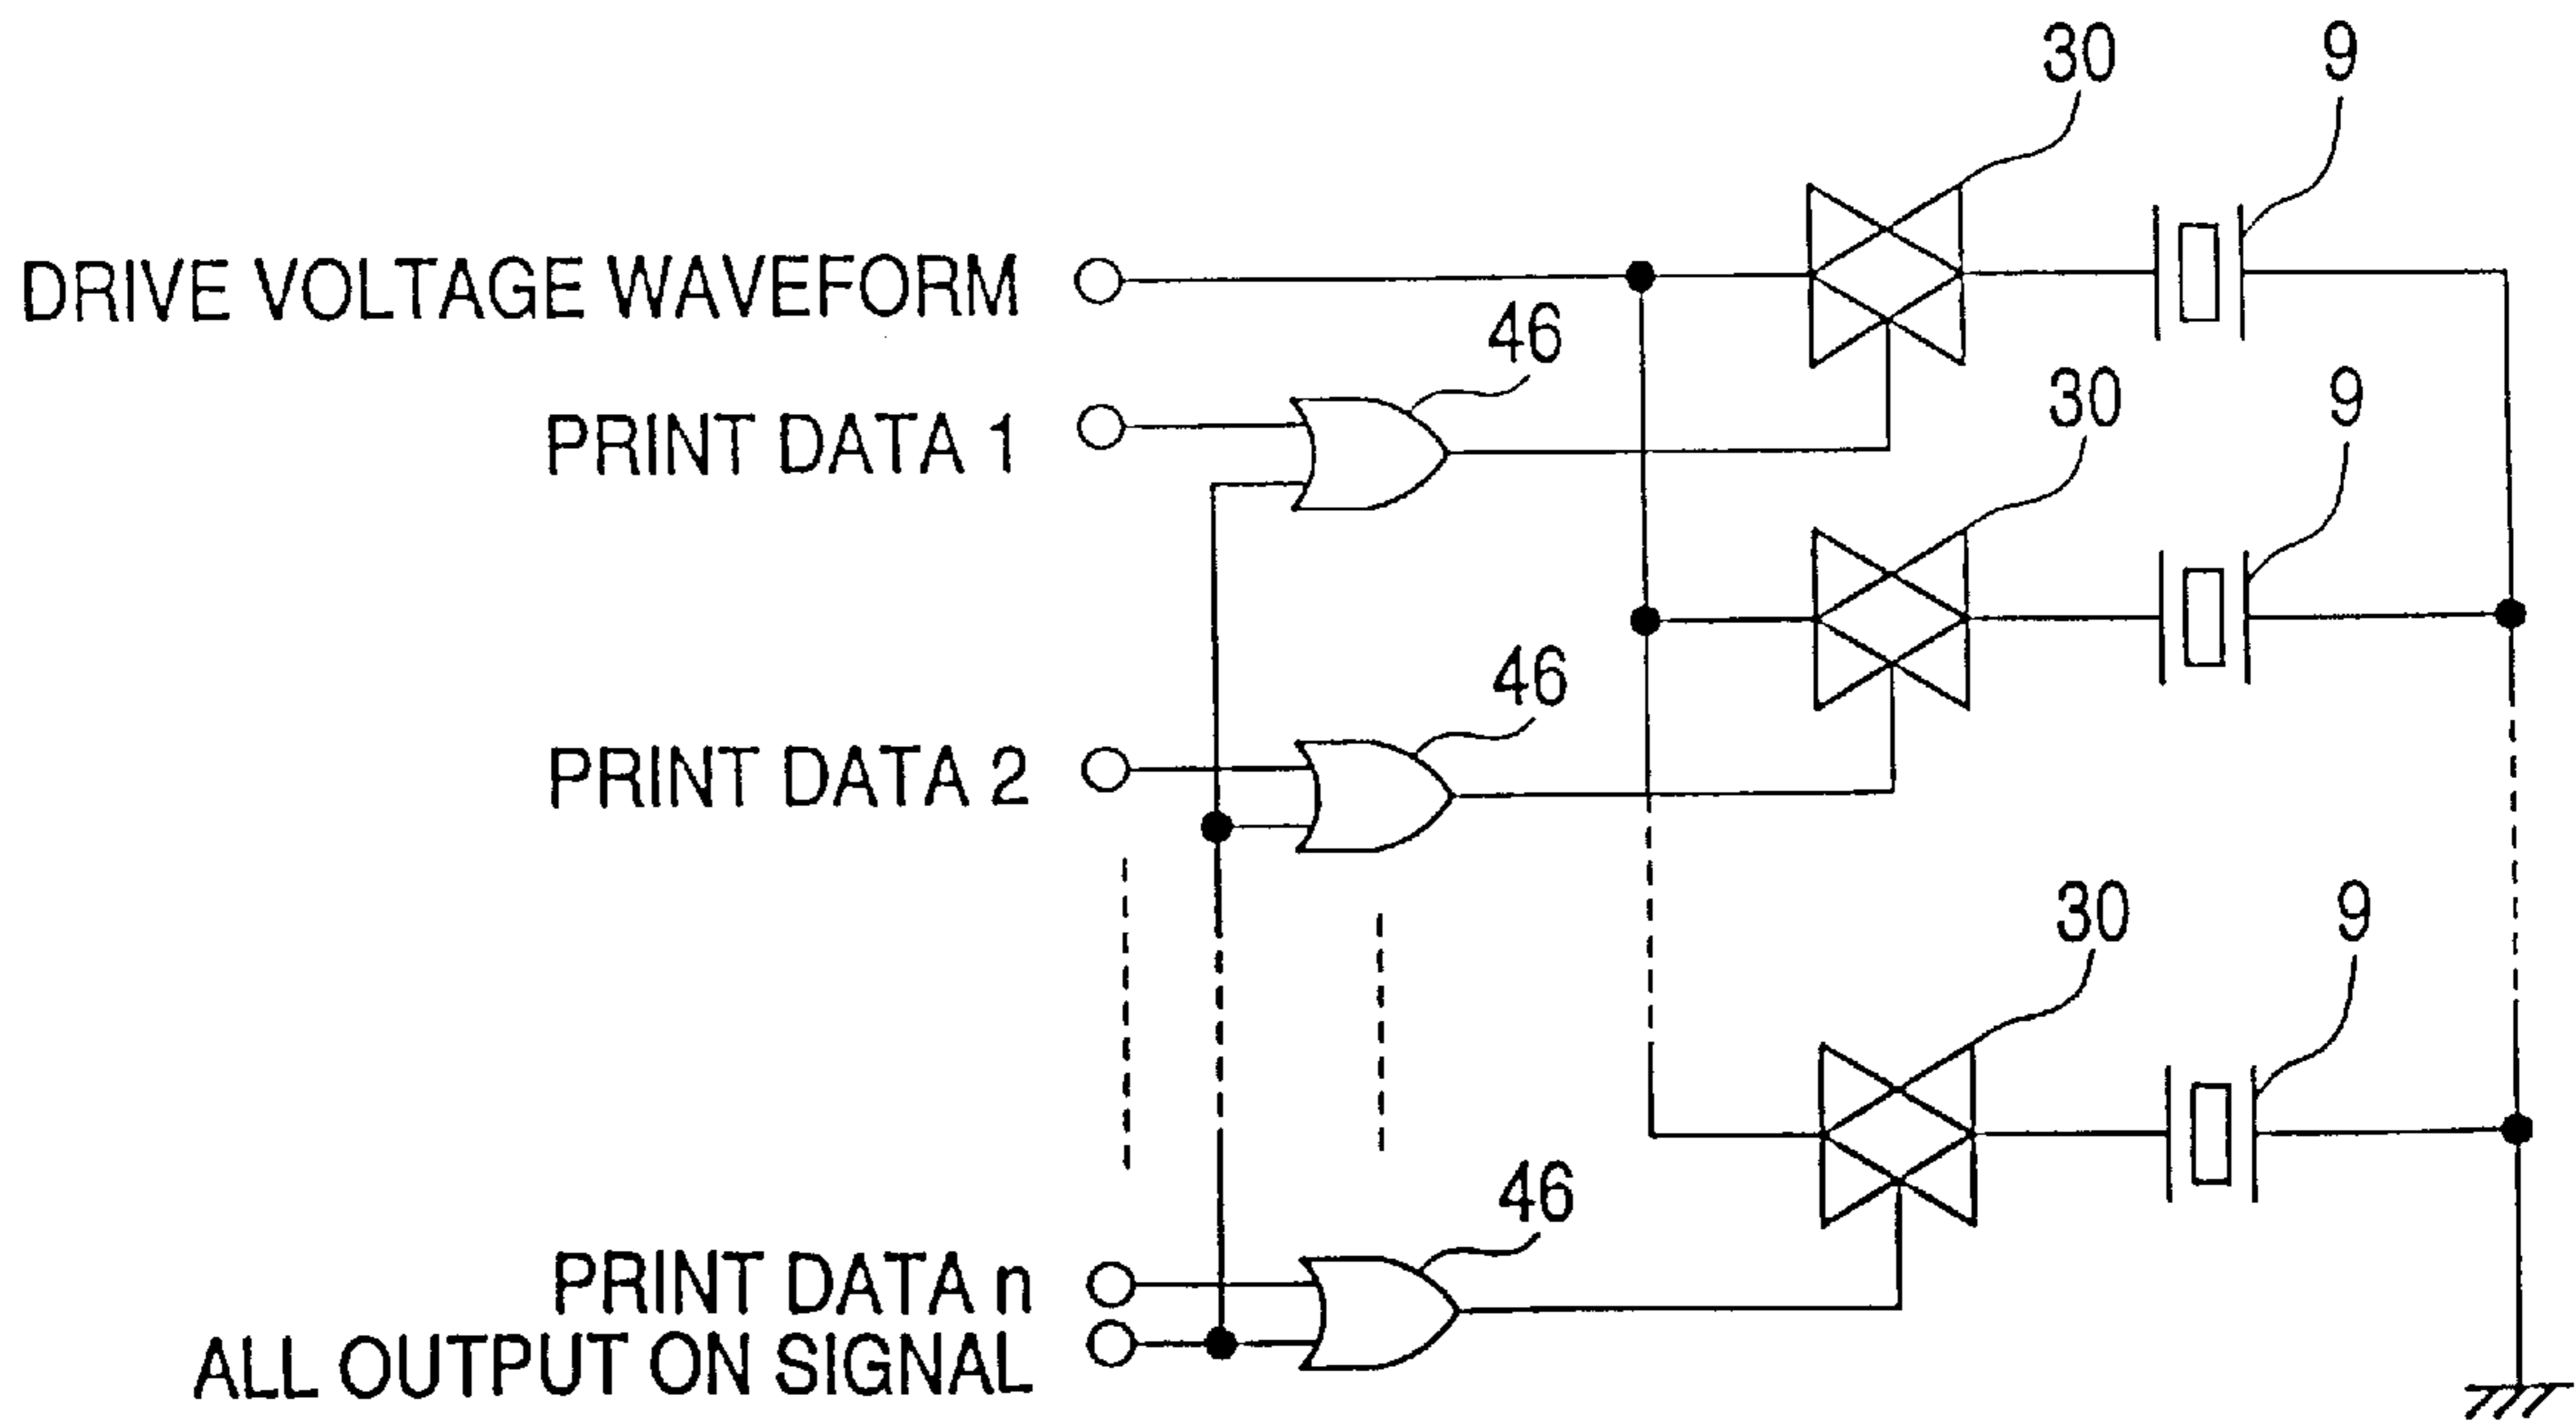 30 9
DRIVE VOLTAGE WAVEFORM
46
PRINT DATA 1
30 9
46
PRINT DATA 2
30 9
46
PRINT DATA n
ALL OUTPUT ON SIGNAL